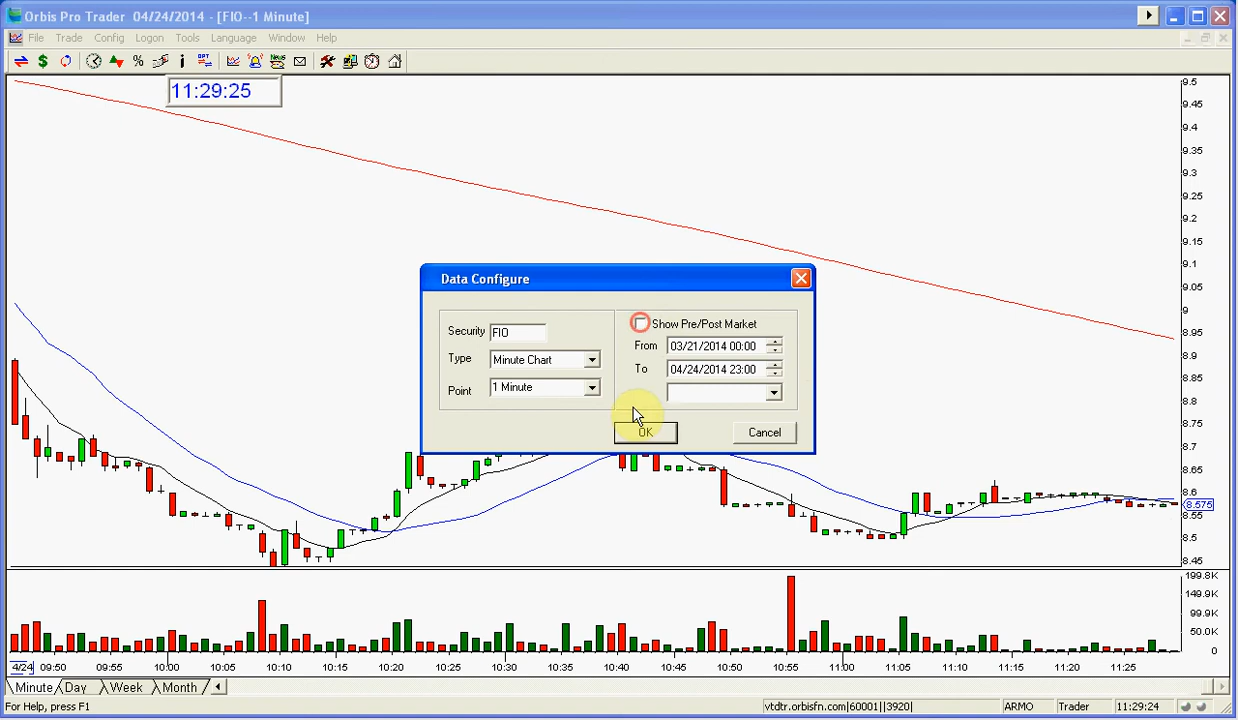 Orbis Pro Trader 04/24/2014 - [FIO--1 Minute]
File Trade Config Logon Tools Language Window Help
11:29:25
9.5
9.45
9.4
9.35
9.3
9.25
9.2
9.15
9.1
9.05
9
8.95
8.9
8.85
8.8
8.75
8.7
8.65
8.6
8.575
8.55
8.5
8.45
Data Configure
Security FIO
Type Minute Chart
Point 1 Minute
Show Pre/Post Market
From 03/21/2014 00:00
To 04/24/2014 23:00
OK Cancel
199.8K
149.9K
99.9K
50.0K
0
4/24 09:50 09:55 10:00 10:05 10:10 10:15 10:20 10:25 10:30 10:35 10:40 10:45 10:50 10:55 11:00 11:05 11:10 11:15 11:20 11:25
Minute Day Week Month
For Help, press F1 vtdtr.orbisfn.com|60001||3920| ARMO Trader 11:29:24